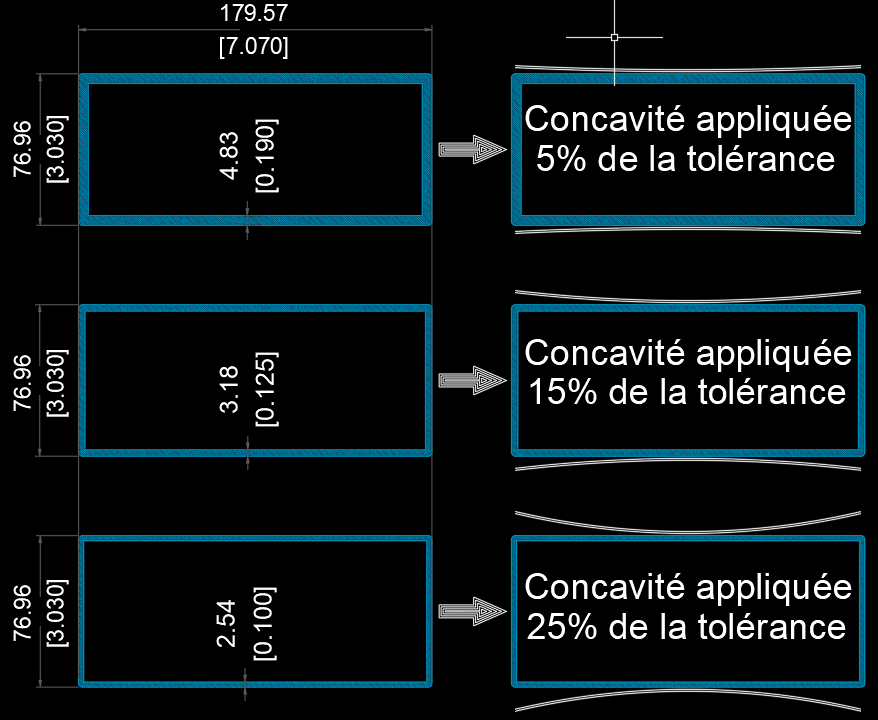 179.57
[7.070]
76.96
[3.030]
4.83
[0.190]
Concavité appliquée
5% de la tolérance
76.96
[3.030]
3.18
[0.125]
Concavité appliquée
15% de la tolérance
76.96
[3.030]
2.54
[0.100]
Concavité appliquée
25% de la tolérance